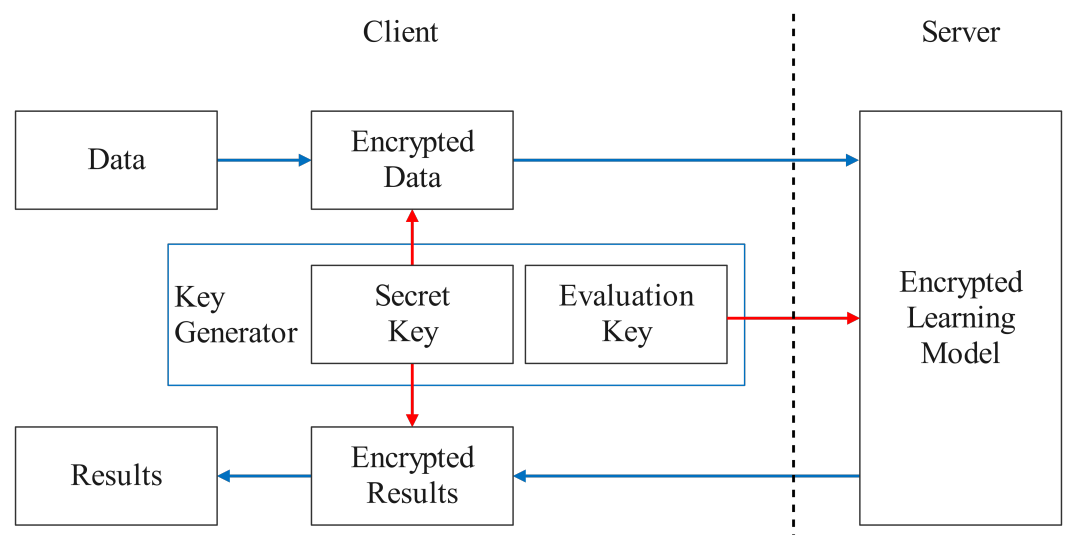 Client
Server
Data
Encrypted
Data
Key
Generator
Secret
Key
Evaluation
Key
Encrypted
Learning
Model
Results
Encrypted
Results